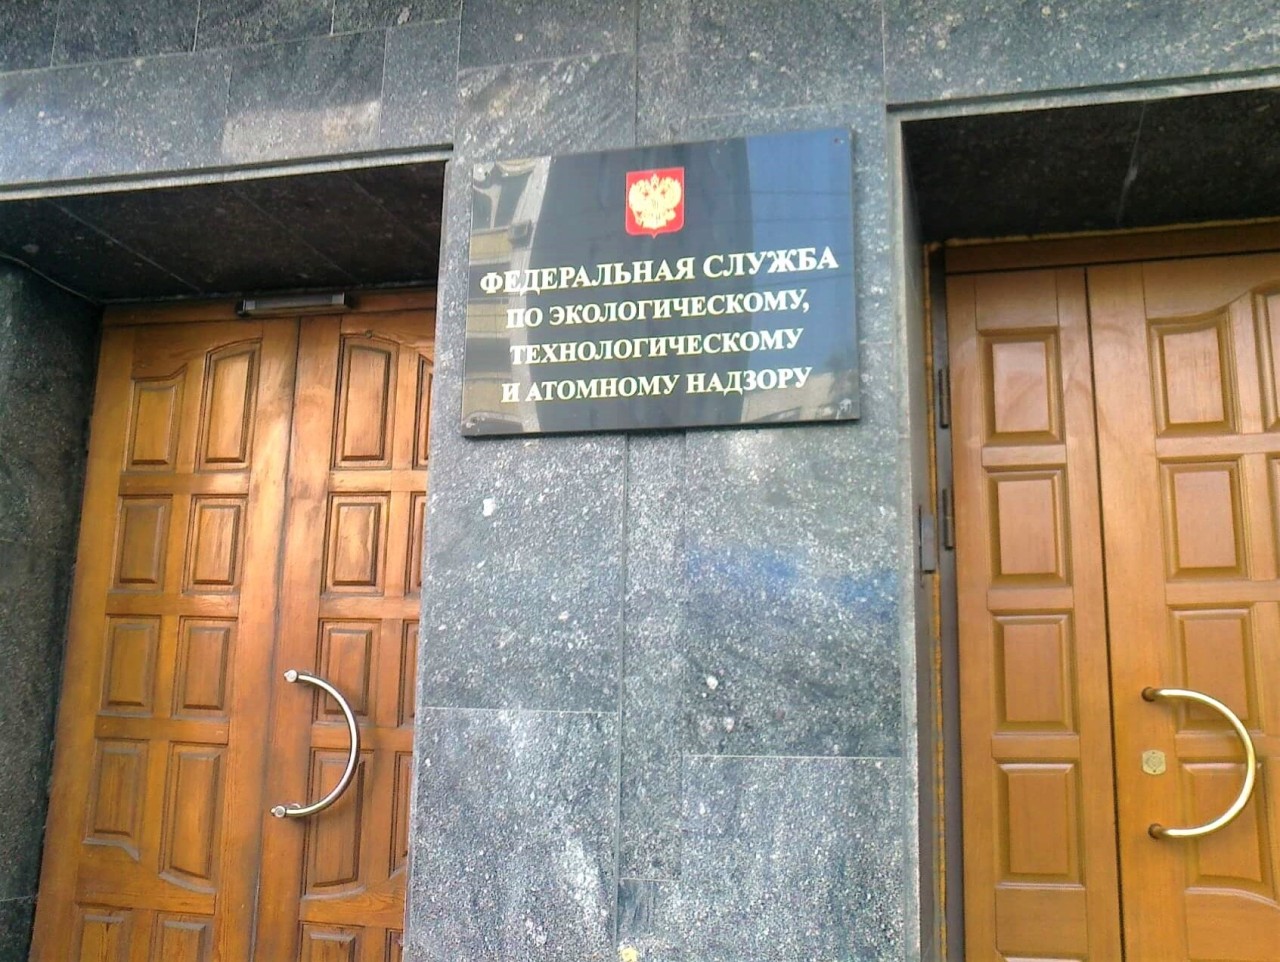 ФЕДЕРАЛЬНАЯ СЛУЖБА
ПО ЭКОЛОГИЧЕСКОМУ,
ТЕХНОЛОГИЧЕСКОМУ
И АТОМНОМУ НАДЗОРУ